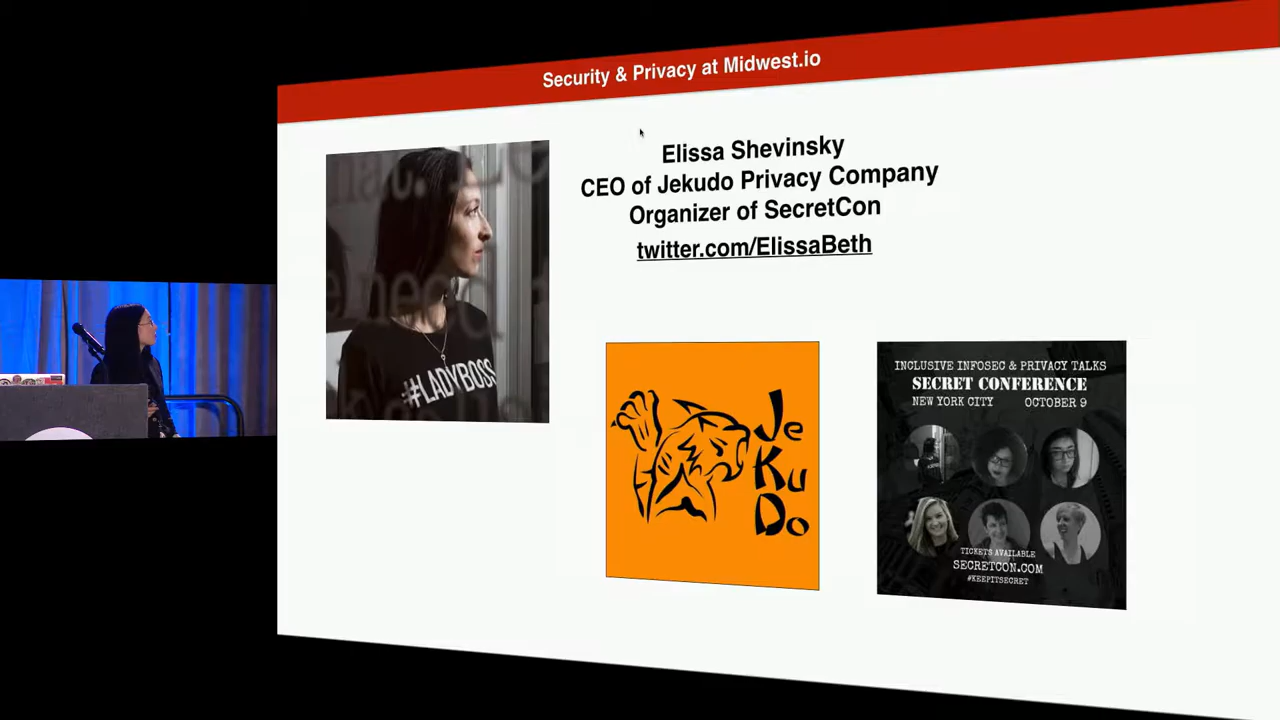 Security & Privacy at Midwest.io
Elissa Shevinsky
CEO of Jekudo Privacy Company
Organizer of SecretCon
twitter.com/ElissaBeth
#LADYBOSS
Je
Ku
Do
INCLUSIVE INFOSEC & PRIVACY TALKS
SECRET CONFERENCE
NEW YORK CITY OCTOBER 9
TICKETS AVAILABLE
SECRETCON.COM
#KEEPITSECRET